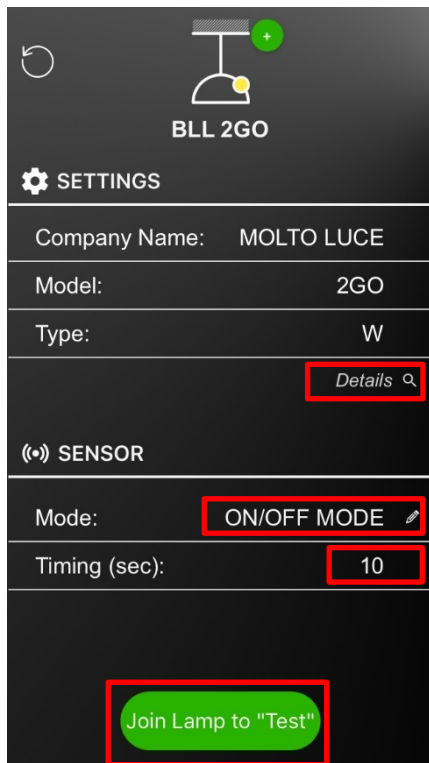 BLL 2GO
SETTINGS
Company Name: MOLTO LUCE
Model: 2GO
Type: W
Details
SENSOR
Mode: ON/OFF MODE
Timing (sec): 10
Join Lamp to "Test"